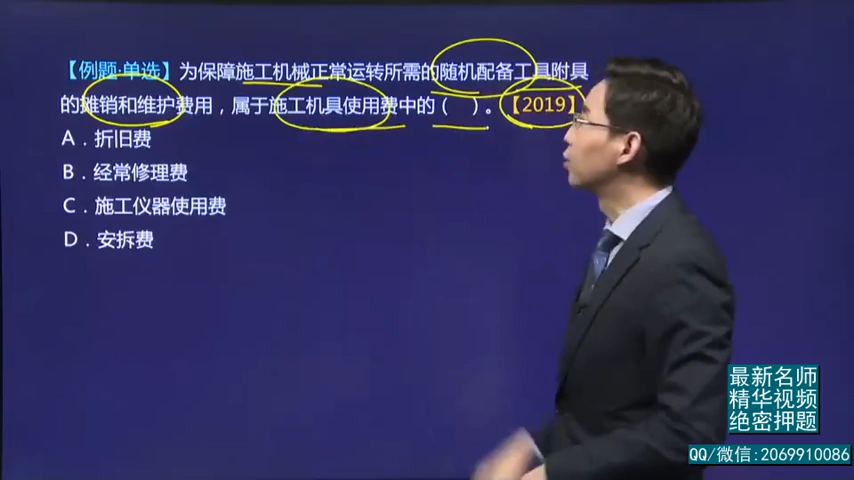 【例题·单选】为保障施工机械正常运转所需的随机配备工具附具
的摊销和维护费用，属于施工机具使用费中的（ ）。【2019】
A．折旧费
B．经常修理费
C．施工仪器使用费
D．安拆费
最新名师
精华视频
绝密押题
QQ/微信:2069910086